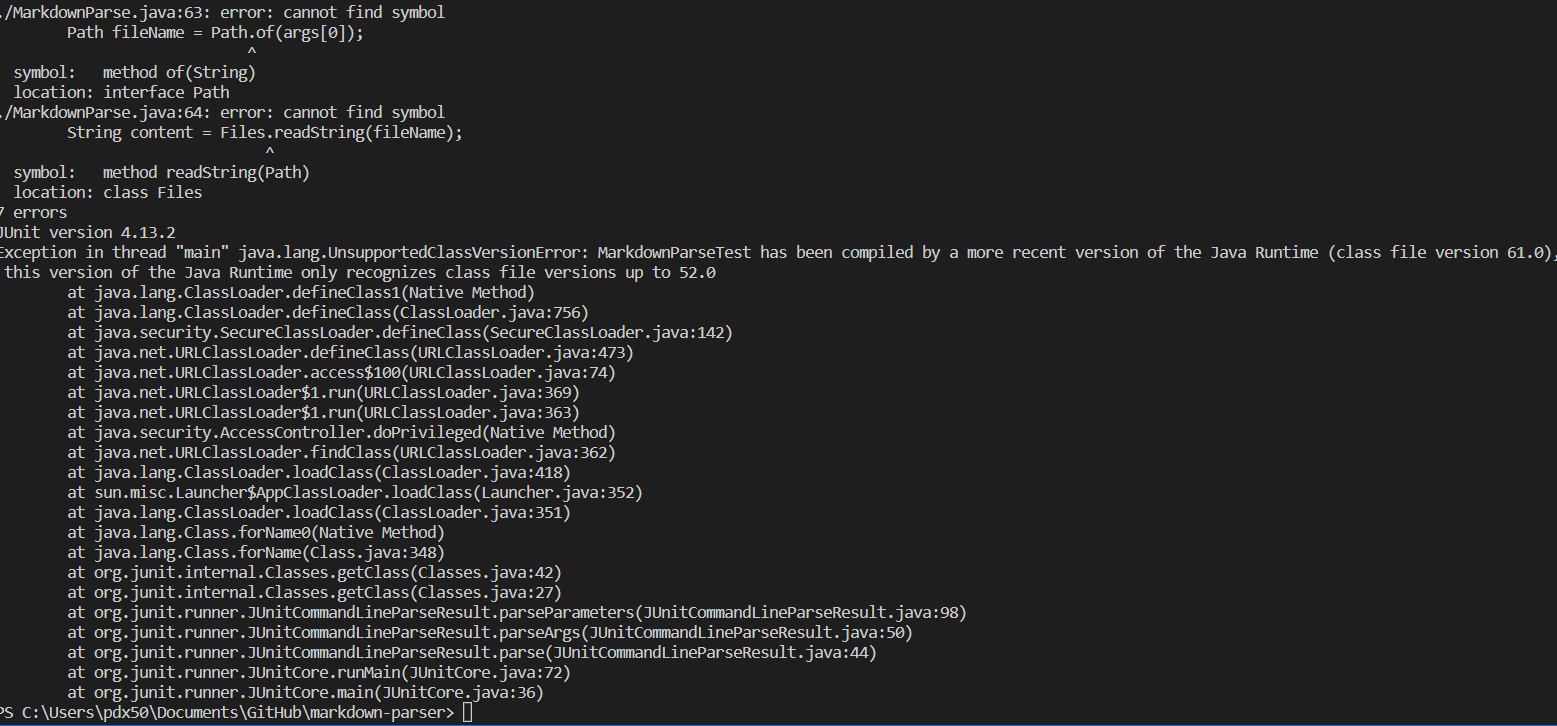 ./MarkdownParse.java:63: error: cannot find symbol
        Path fileName = Path.of(args[0]);
                            ^
  symbol:   method of(String)
  location: interface Path
./MarkdownParse.java:64: error: cannot find symbol
        String content = Files.readString(fileName);
                              ^
  symbol:   method readString(Path)
  location: class Files
7 errors
JUnit version 4.13.2
Exception in thread "main" java.lang.UnsupportedClassVersionError: MarkdownParseTest has been compiled by a more recent version of the Java Runtime (class file version 61.0),
 this version of the Java Runtime only recognizes class file versions up to 52.0
        at java.lang.ClassLoader.defineClass1(Native Method)
        at java.lang.ClassLoader.defineClass(ClassLoader.java:756)
        at java.security.SecureClassLoader.defineClass(SecureClassLoader.java:142)
        at java.net.URLClassLoader.defineClass(URLClassLoader.java:473)
        at java.net.URLClassLoader.access$100(URLClassLoader.java:74)
        at java.net.URLClassLoader$1.run(URLClassLoader.java:369)
        at java.net.URLClassLoader$1.run(URLClassLoader.java:363)
        at java.security.AccessController.doPrivileged(Native Method)
        at java.net.URLClassLoader.findClass(URLClassLoader.java:362)
        at java.lang.ClassLoader.loadClass(ClassLoader.java:418)
        at sun.misc.Launcher$AppClassLoader.loadClass(Launcher.java:352)
        at java.lang.ClassLoader.loadClass(ClassLoader.java:351)
        at java.lang.Class.forName0(Native Method)
        at java.lang.Class.forName(Class.java:348)
        at org.junit.internal.Classes.getClass(Classes.java:42)
        at org.junit.internal.Classes.getClass(Classes.java:27)
        at org.junit.runner.JUnitCommandLineParseResult.parseParameters(JUnitCommandLineParseResult.java:98)
        at org.junit.runner.JUnitCommandLineParseResult.parseArgs(JUnitCommandLineParseResult.java:50)
        at org.junit.runner.JUnitCommandLineParseResult.parse(JUnitCommandLineParseResult.java:44)
        at org.junit.runner.JUnitCore.runMain(JUnitCore.java:72)
        at org.junit.runner.JUnitCore.main(JUnitCore.java:36)
PS C:\Users\pdx50\Documents\GitHub\markdown-parser>